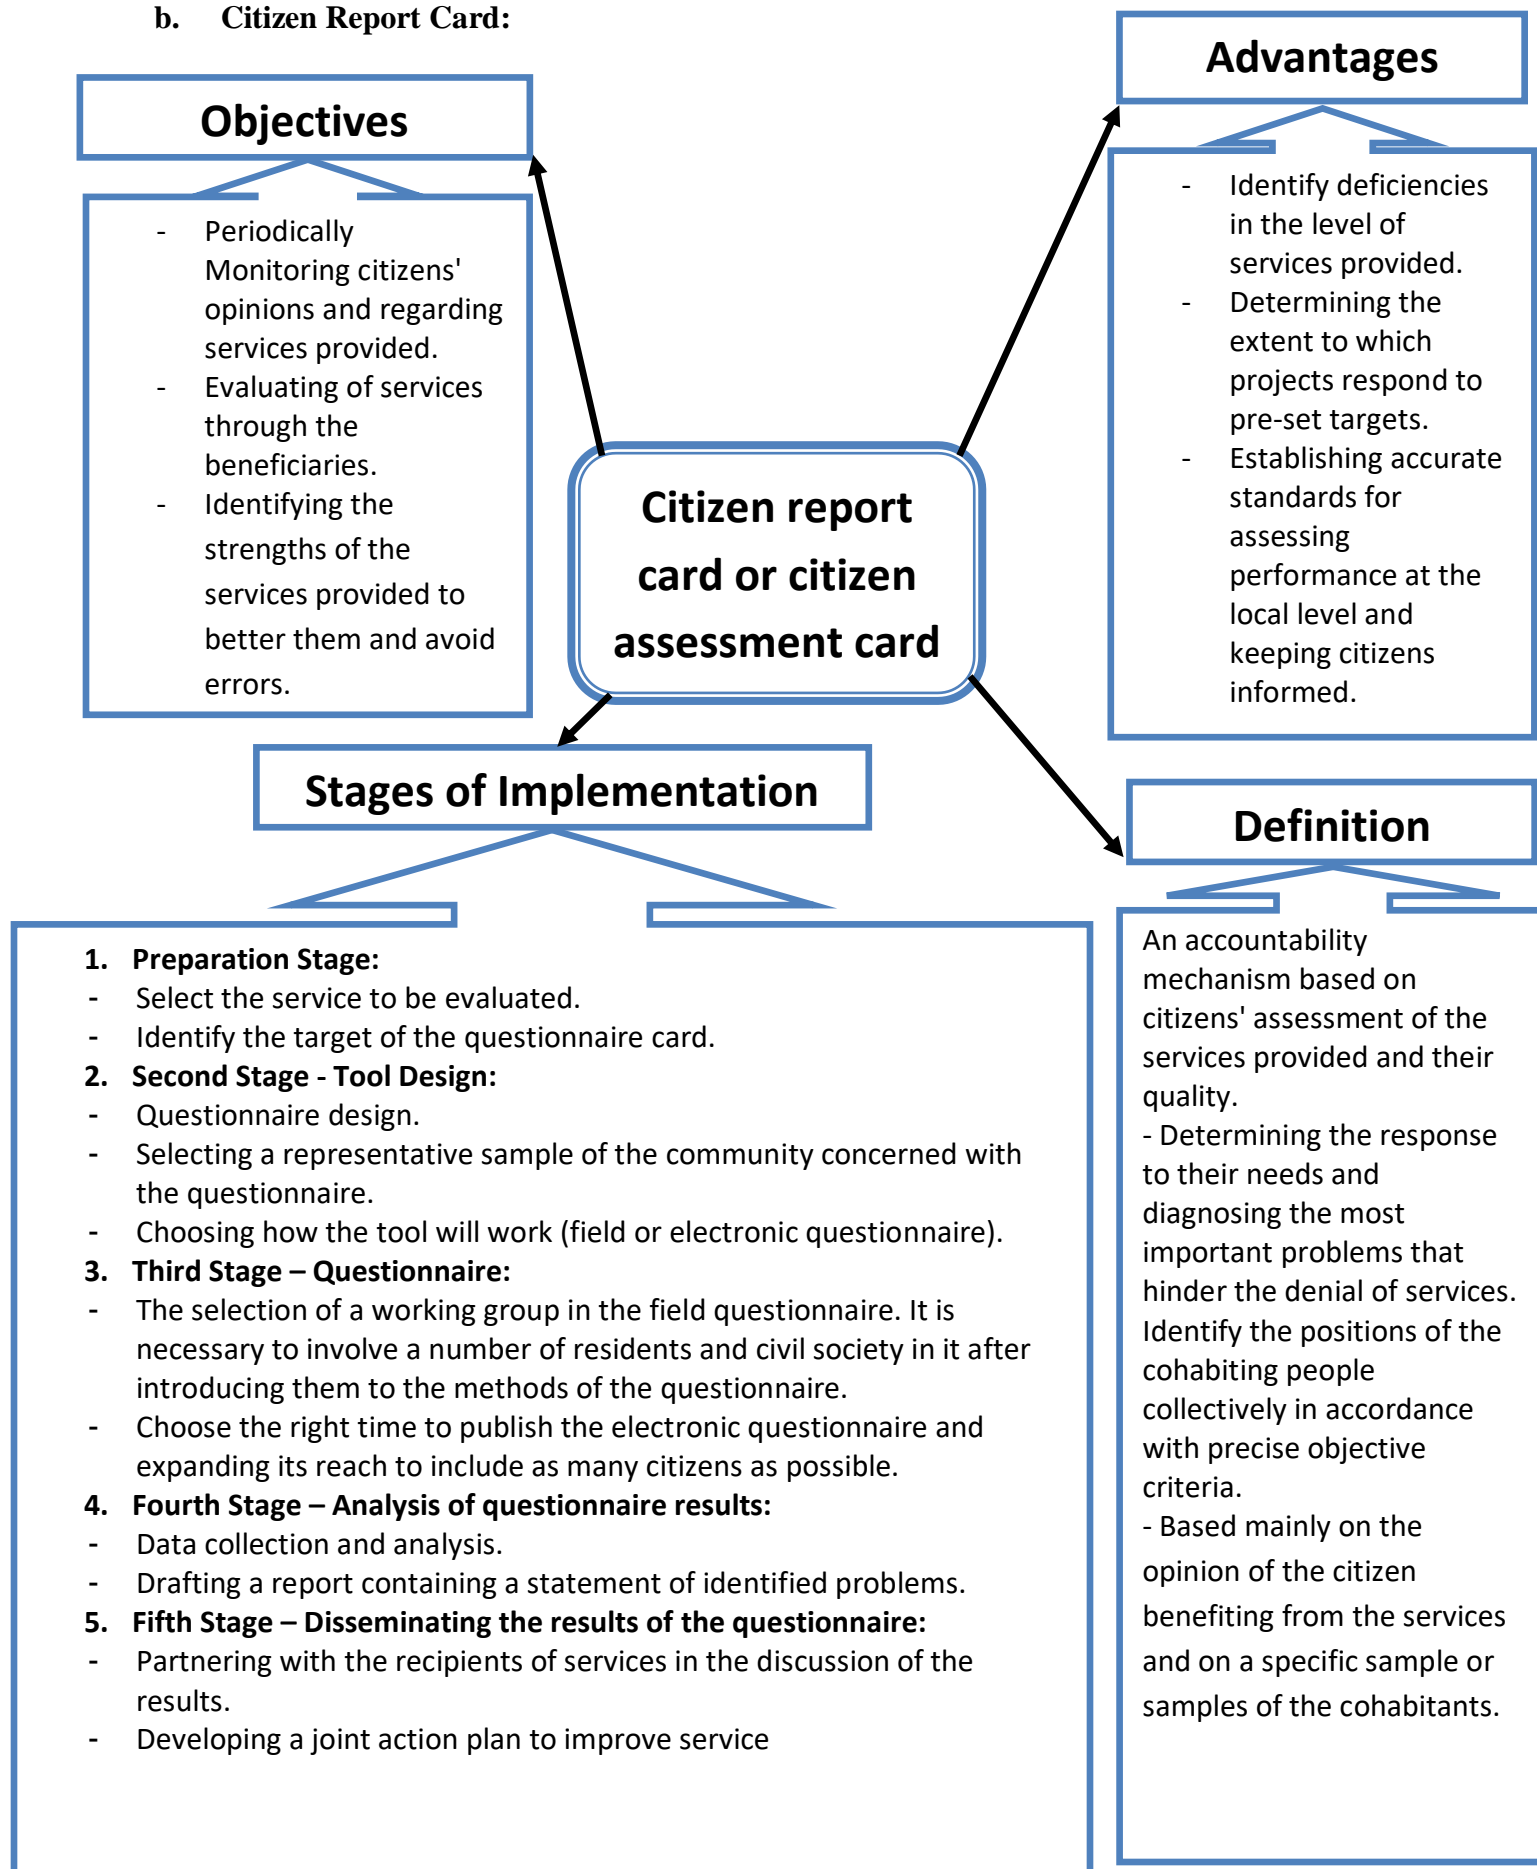 b. Citizen Report Card:
Objectives
- Periodically
Monitoring citizens'
opinions and regarding
services provided.
- Evaluating of services
through the
beneficiaries.
- Identifying the
strengths of the
services provided to
better them and avoid
errors.
Advantages
- Identify deficiencies
in the level of
services provided.
- Determining the
extent to which
projects respond to
pre-set targets.
- Establishing accurate
standards for
assessing
performance at the
local level and
keeping citizens
informed.
Citizen report
card or citizen
assessment card
Stages of Implementation
1. Preparation Stage:
- Select the service to be evaluated.
- Identify the target of the questionnaire card.
2. Second Stage - Tool Design:
- Questionnaire design.
- Selecting a representative sample of the community concerned with
the questionnaire.
- Choosing how the tool will work (field or electronic questionnaire).
3. Third Stage – Questionnaire:
- The selection of a working group in the field questionnaire. It is
necessary to involve a number of residents and civil society in it after
introducing them to the methods of the questionnaire.
- Choose the right time to publish the electronic questionnaire and
expanding its reach to include as many citizens as possible.
4. Fourth Stage – Analysis of questionnaire results:
- Data collection and analysis.
- Drafting a report containing a statement of identified problems.
5. Fifth Stage – Disseminating the results of the questionnaire:
- Partnering with the recipients of services in the discussion of the
results.
- Developing a joint action plan to improve service
Definition
An accountability
mechanism based on
citizens' assessment of the
services provided and their
quality.
- Determining the response
to their needs and
diagnosing the most
important problems that
hinder the denial of services.
Identify the positions of the
cohabiting people
collectively in accordance
with precise objective
criteria.
- Based mainly on the
opinion of the citizen
benefiting from the services
and on a specific sample or
samples of the cohabitants.